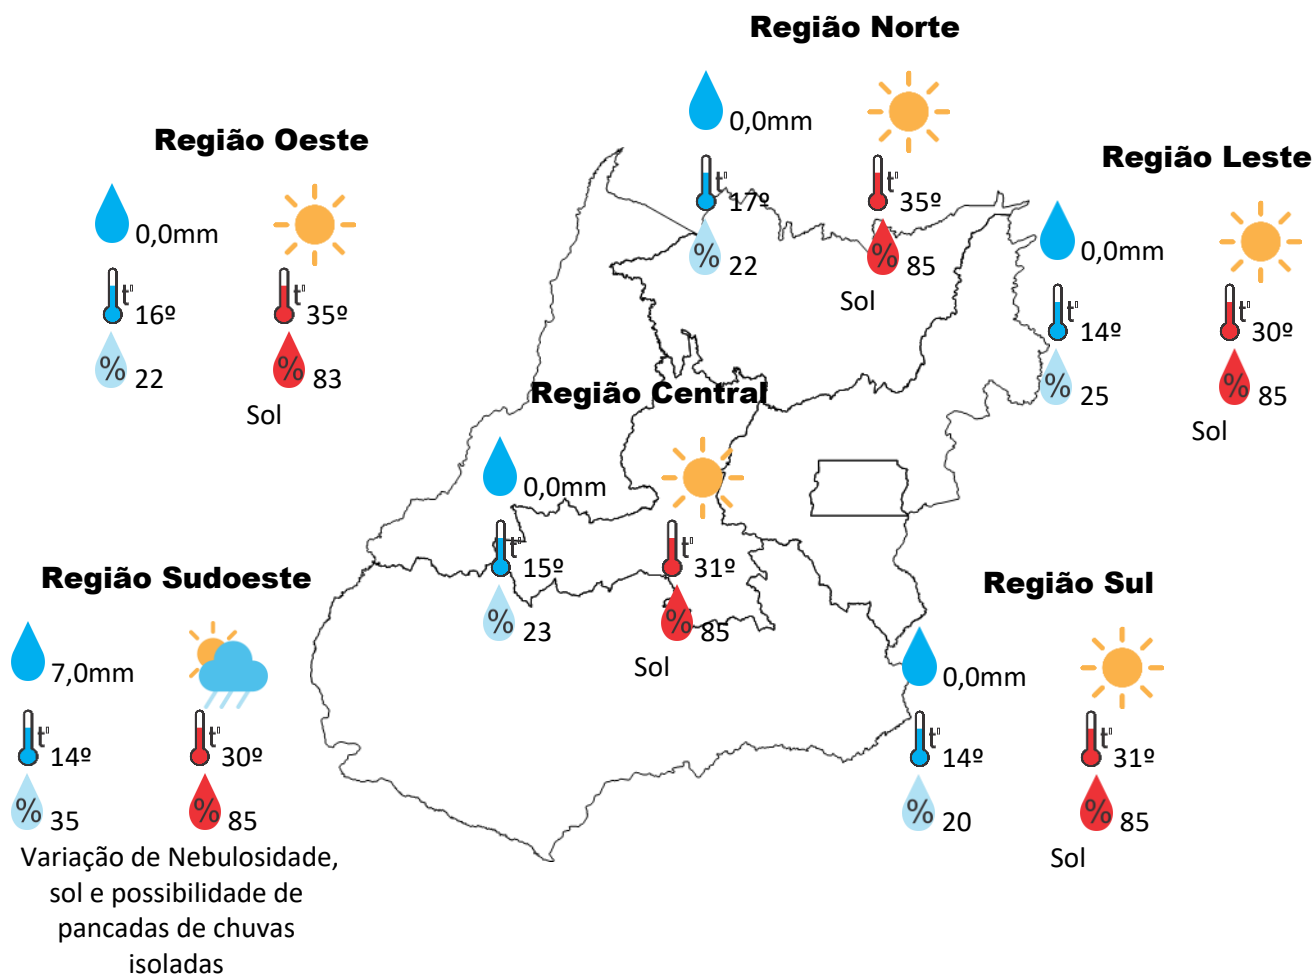 Região Norte
0,0mm
t°
17º
t°
35º
%
22
%
85
Sol
Região Oeste
0,0mm
t°
16º
t°
35º
%
22
%
83
Sol
Região Leste
0,0mm
t°
14º
t°
30º
%
25
%
85
Sol
Região Central
0,0mm
t°
15º
t°
31º
%
23
%
85
Sol
Região Sudoeste
7,0mm
t°
14º
t°
30º
%
35
%
85
Variação de Nebulosidade,
sol e possibilidade de
pancadas de chuvas
isoladas
Região Sul
0,0mm
t°
14º
t°
31º
%
20
%
85
Sol